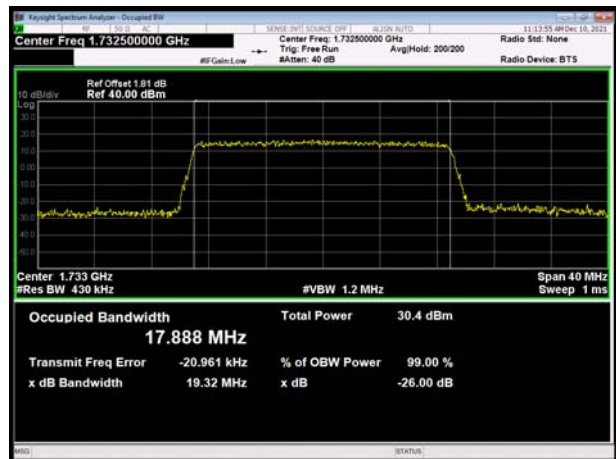 Keysight Spectrum Analyzer - Occupied BW
RF 50 Ω AC SENSE:INT SOURCE OFF ALIGN AUTO 11:13:55 AM Dec 10, 2021
Center Freq 1.732500000 GHz Center Freq: 1.732500000 GHz Radio Std: None
Trig: Free Run Avg|Hold: 200/200
#IFGain:Low #Atten: 40 dB Radio Device: BTS
Ref Offset 1.81 dB
10 dB/div Ref 40.00 dBm
Log
30.0
20.0
10.0
0.00
-10.0
-20.0
-30.0
-40.0
-50.0
Center 1.733 GHz Span 40 MHz
#Res BW 430 kHz #VBW 1.2 MHz Sweep 1 ms
Occupied Bandwidth Total Power 30.4 dBm
17.888 MHz
Transmit Freq Error -20.961 kHz % of OBW Power 99.00 %
x dB Bandwidth 19.32 MHz x dB -26.00 dB
MSG STATUS